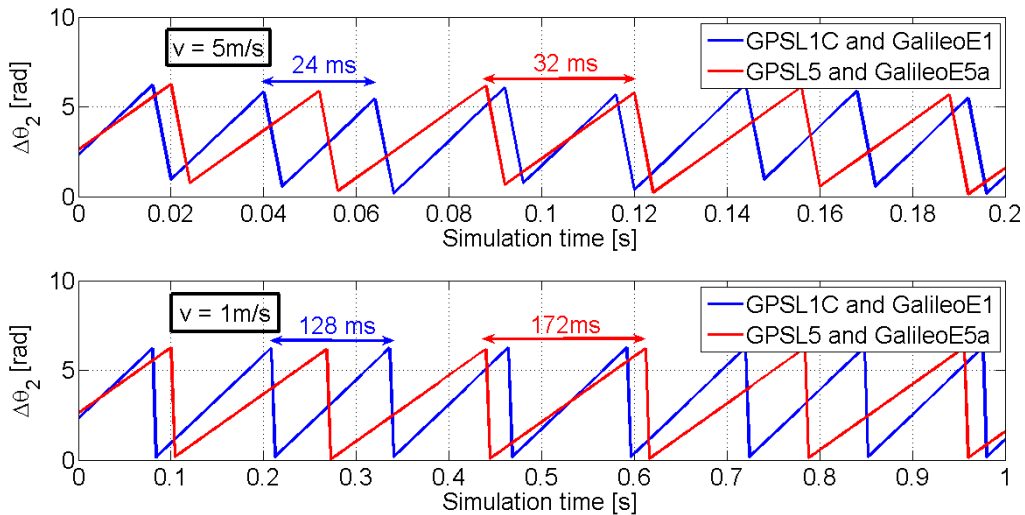 10
v = 5m/s
24 ms
32 ms
GPSL1C and GalileoE1
GPSL5 and GalileoE5a
5
Δθ2 [rad]
0
0 0.02 0.04 0.06 0.08 0.1 0.12 0.14 0.16 0.18 0.2
Simulation time [s]
10
v = 1m/s
128 ms
172ms
GPSL1C and GalileoE1
GPSL5 and GalileoE5a
5
Δθ2 [rad]
0
0 0.1 0.2 0.3 0.4 0.5 0.6 0.7 0.8 0.9 1
Simulation time [s]